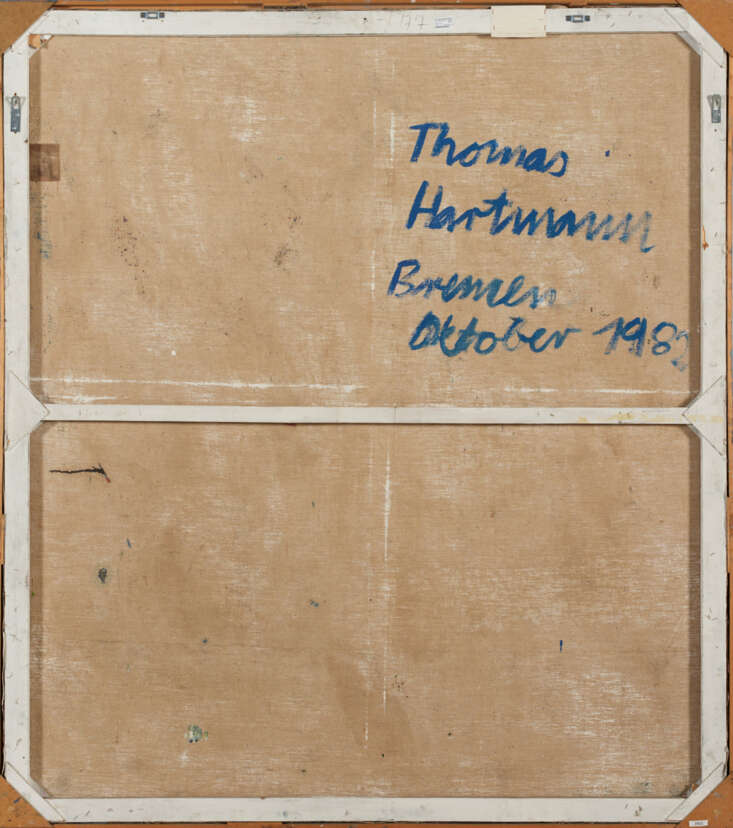 Thomas
Hartmann
Bremen
Oktober 1982